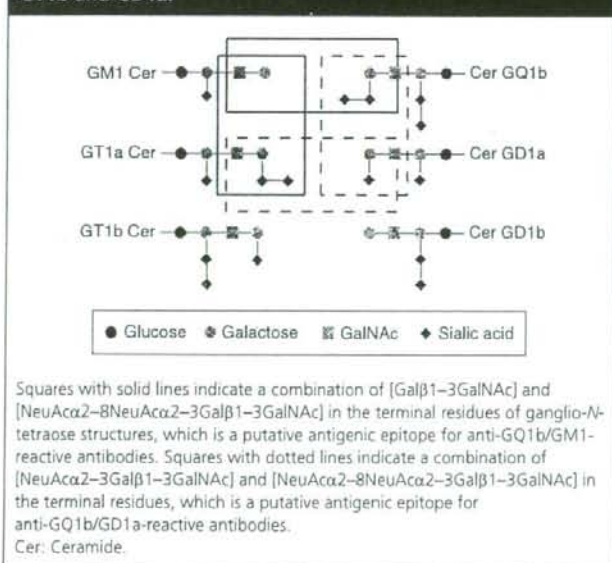 GM1 Cer
Cer GQ1b
GT1a Cer
Cer GD1a
GT1b Cer
Cer GD1b
Glucose Galactose GalNAc Sialic acid
Squares with solid lines indicate a combination of [Galβ1–3GalNAc] and
[NeuAcα2–8NeuAcα2–3Galβ1–3GalNAc] in the terminal residues of ganglio-N-
tetraose structures, which is a putative antigenic epitope for anti-GQ1b/GM1-
reactive antibodies. Squares with dotted lines indicate a combination of
[NeuAcα2–3Galβ1–3GalNAc] and [NeuAcα2–8NeuAcα2–3Galβ1–3GalNAc] in
the terminal residues, which is a putative antigenic epitope for
anti-GQ1b/GD1a-reactive antibodies.
Cer: Ceramide.